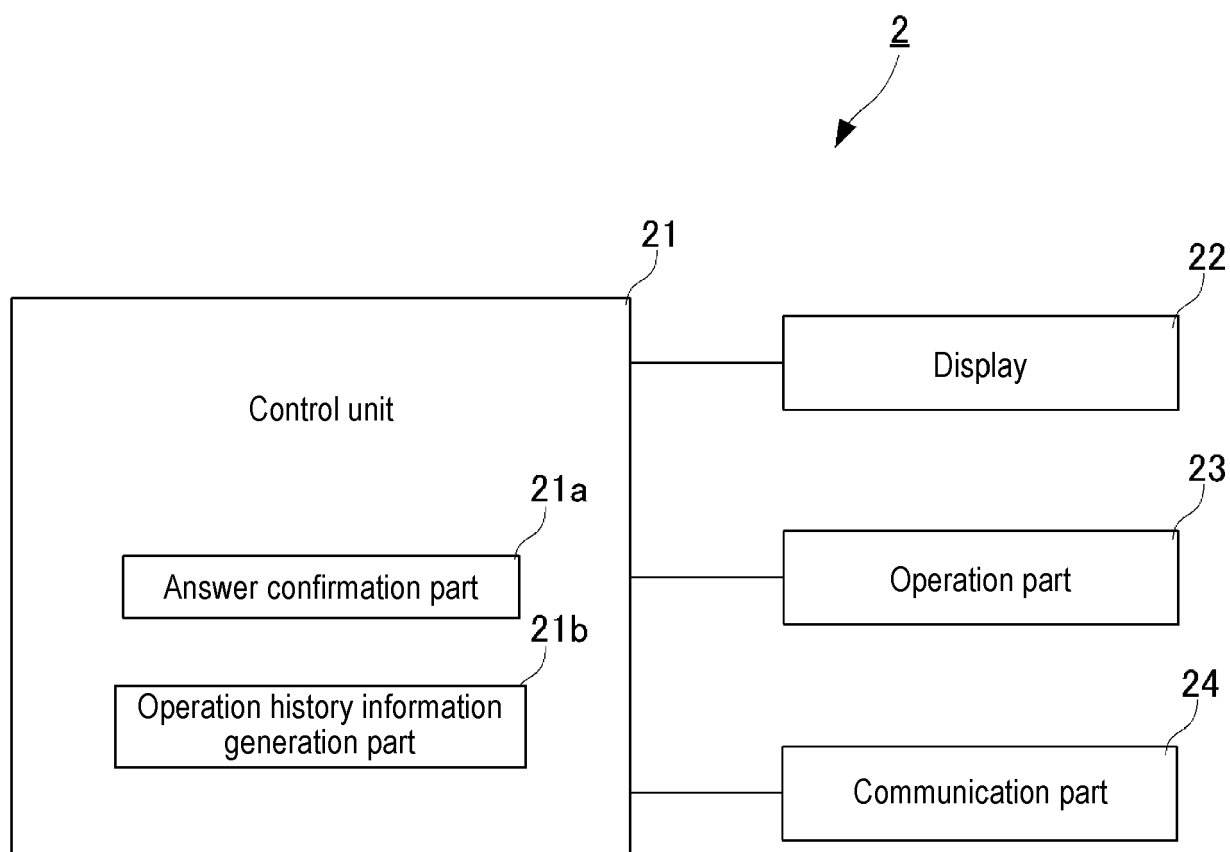 2
21
22
Display
Control unit
23
21a
Operation part
Answer confirmation part
21b
Operation history information
generation part
24
Communication part